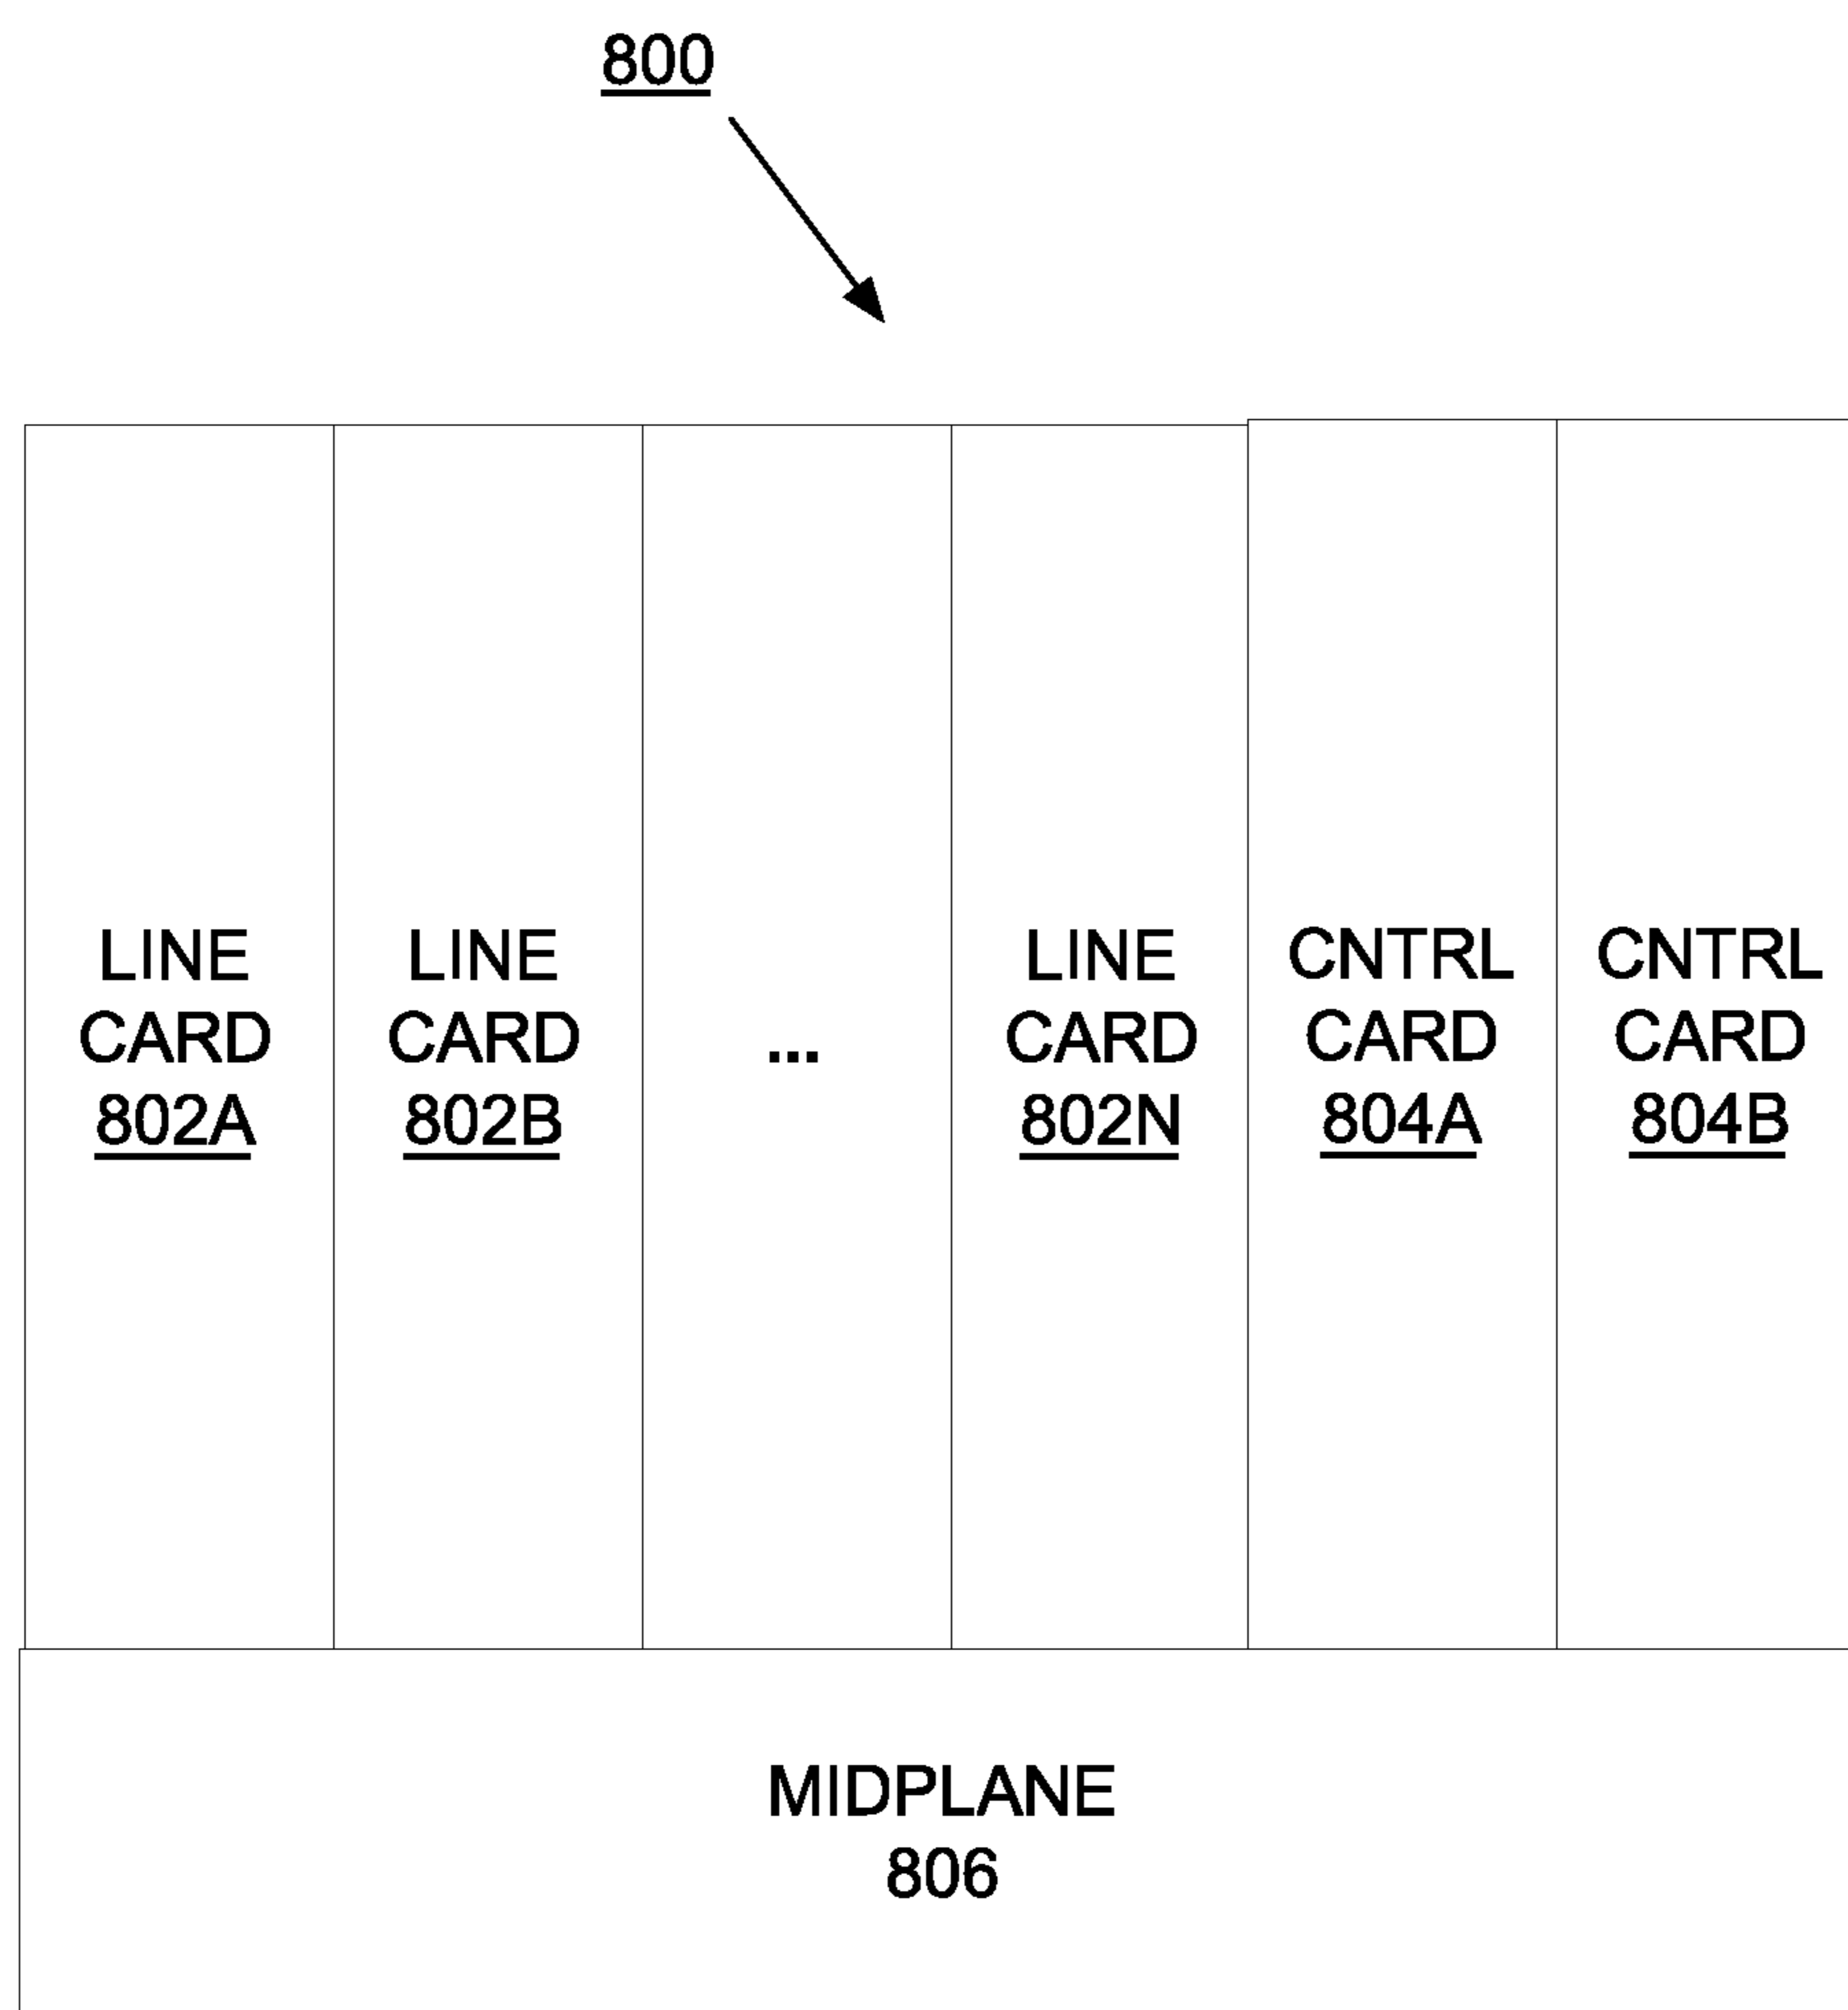 800
LINE
CARD
802A
LINE
CARD
802B
...
LINE
CARD
802N
CNTRL
CARD
804A
CNTRL
CARD
804B
MIDPLANE
806